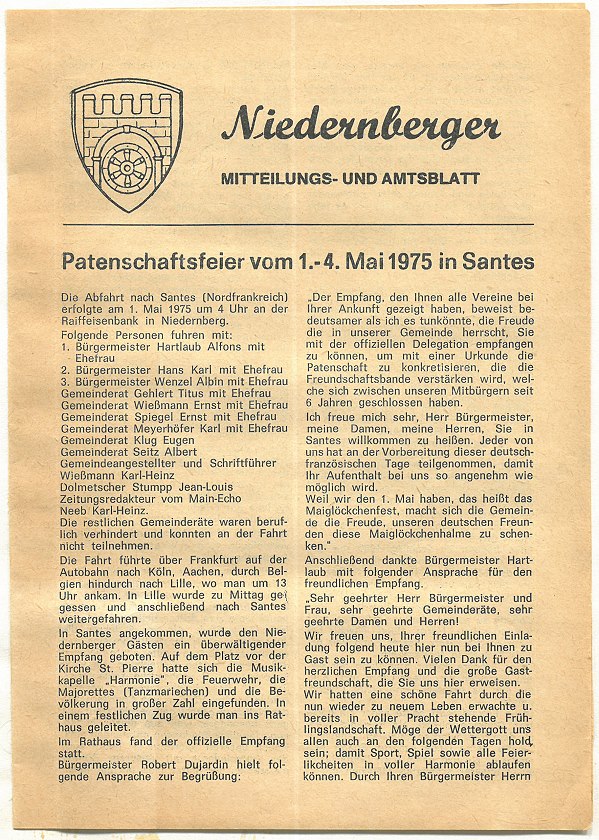 Niedernberger
MITTEILUNGS- UND AMTSBLATT
Patenschaftsfeier vom 1.-4. Mai 1975 in Santes
Die Abfahrt nach Santes (Nordfrankreich)
erfolgte am 1. Mai 1975 um 4 Uhr an der
Raiffeisenbank in Niedernberg.
Folgende Personen fuhren mit:
1. Bürgermeister Hartlaub Alfons mit
Ehefrau
2. Bürgermeister Hans Karl mit Ehefrau
3. Bürgermeister Wenzel Albin mit Ehefrau
Gemeinderat Gehlert Titus mit Ehefrau
Gemeinderat Wießmann Ernst mit Ehefrau
Gemeinderat Spiegel Ernst mit Ehefrau
Gemeinderat Meyerhöfer Karl mit Ehefrau
Gemeinderat Klug Eugen
Gemeinderat Seitz Albert
Gemeindeangestellter und Schriftführer
Wießmann Karl-Heinz
Dolmetscher Stumpp Jean-Louis
Zeitungsredakteur vom Main-Echo
Neeb Karl-Heinz.
Die restlichen Gemeinderäte waren beruf-
lich verhindert und konnten an der Fahrt
nicht teilnehmen.
Die Fahrt führte über Frankfurt auf der
Autobahn nach Köln, Aachen, durch Bel-
gien hindurch nach Lille, wo man um 13
Uhr ankam. In Lille wurde zu Mittag ge-
gessen und anschließend nach Santes
weitergefahren.
In Santes angekommen, wurde den Nie-
dernberger Gästen ein überwältigender
Empfang geboten. Auf dem Platz vor der
Kirche St. Pierre hatte sich die Musik-
kapelle „Harmonie", die Feuerwehr, die
Majorettes (Tanzmariechen) und die Be-
völkerung in großer Zahl eingefunden. In
einem festlichen Zug wurde man ins Rat-
haus geleitet.
Im Rathaus fand der offizielle Empfang
statt.
Bürgermeister Robert Dujardin hielt fol-
gende Ansprache zur Begrüßung:
„Der Empfang, den Ihnen alle Vereine bei
Ihrer Ankunft gezeigt haben, beweist be-
deutsamer als ich es tunkönnte, die Freude
die in unserer Gemeinde herrscht, Sie
mit der offiziellen Delegation empfangen
zu können, um mit einer Urkunde die
Patenschaft zu konkretisieren, die die
Freundschaftsbande verstärken wird, wel-
che sich zwischen unseren Mitbürgern seit
6 Jahren geschlossen haben.
Ich freue mich sehr, Herr Bürgermeister,
meine Damen, meine Herren, Sie in
Santes willkommen zu heißen. Jeder von
uns hat an der Vorbereitung dieser deutsch-
französischen Tage teilgenommen, damit
Ihr Aufenthalt bei uns so angenehm wie
möglich wird.
Weil wir den 1. Mai haben, das heißt das
Maiglöckchenfest, macht sich die Gemein-
de die Freude, unseren deutschen Freun-
den diese Maiglöckchenhalme zu schen-
ken."
Anschließend dankte Bürgermeister Hart-
laub mit folgender Ansprache für den
freundlichen Empfang.
„Sehr geehrter Herr Bürgermeister und
Frau, sehr geehrte Gemeinderäte, sehr
geehrte Damen und Herren!
Wir freuen uns, Ihrer freundlichen Einla-
dung folgend heute hier nun bei Ihnen zu
Gast sein zu können. Vielen Dank für den
herzlichen Empfang und die große Gast-
freundschaft, die Sie uns hier erweisen.
Wir hatten eine schöne Fahrt durch die
nun wieder zu neuem Leben erwachte u.
bereits in voller Pracht stehende Früh-
lingslandschaft. Möge der Wettergott uns
allen auch an den folgenden Tagen hold
sein; damit Sport, Spiel sowie alle Feier-
likcheiten in voller Harmonie ablaufen
können. Durch Ihren Bürgermeister Herrn